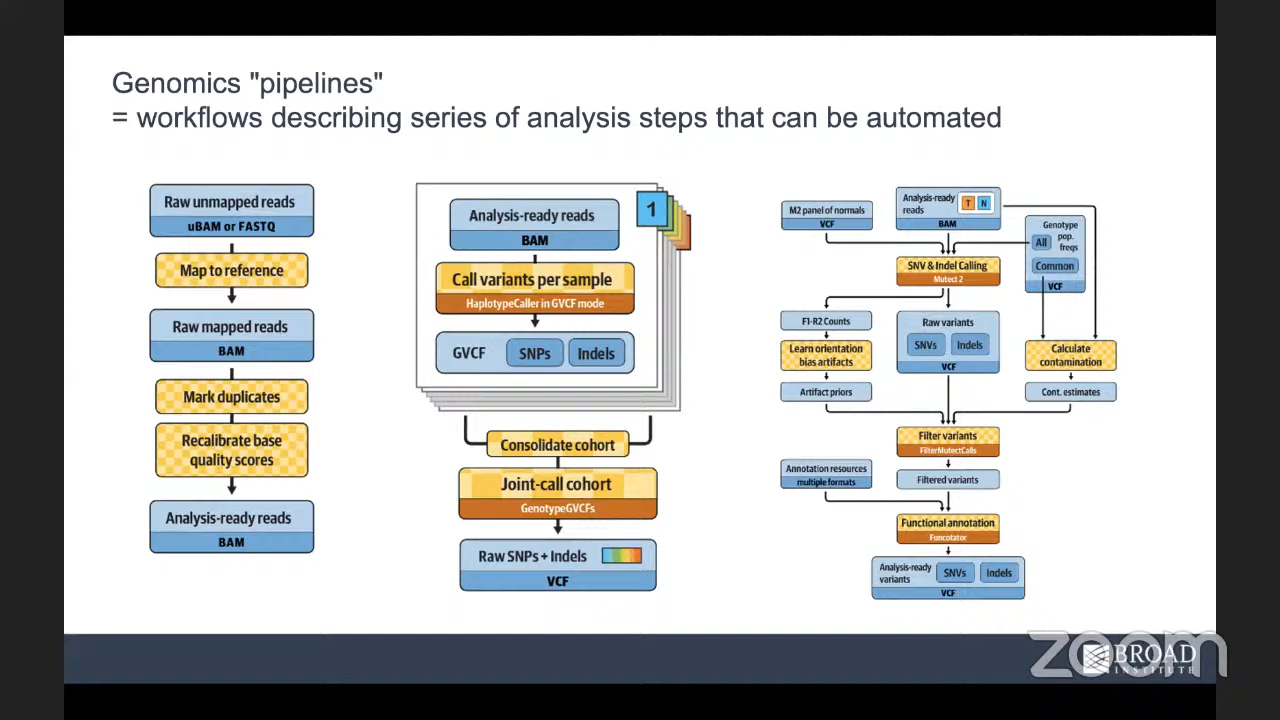 Genomics "pipelines"
= workflows describing series of analysis steps that can be automated
Raw unmapped reads
uBAM or FASTQ
Map to reference
Raw mapped reads
BAM
Mark duplicates
Recalibrate base
quality scores
Analysis-ready reads
BAM
1
Analysis-ready reads
BAM
Call variants per sample
HaplotypeCaller in GVCF mode
GVCF SNPs Indels
Consolidate cohort
Joint-call cohort
GenotypeGVCFs
Raw SNPs + Indels
VCF
M2 panel of normals
VCF
Analysis-ready
reads
T N
BAM
Genotype
pop.
freqs
All
Common
VCF
SNV & Indel Calling
Mutect 2
F1-R2 Counts
Raw variants
SNVs Indels
VCF
Learn orientation
bias artifacts
Calculate
contamination
Artifact priors
Cont. estimates
Filter variants
FilterMutectCalls
Annotation resources
multiple formats
Filtered variants
Functional annotation
Funcotator
Analysis-ready
variants
SNVs Indels
VCF
BROAD
INSTITUTE
zoom